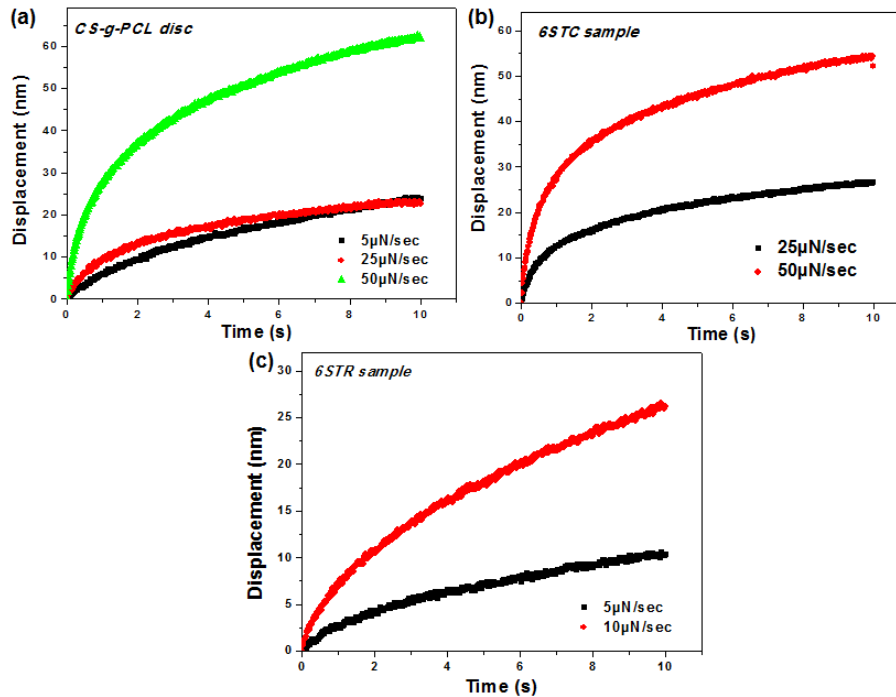 (a)
CS-g-PCL disc
Displacement (nm)
60
50
40
30
20
10
0
5µN/sec
25µN/sec
50µN/sec
0 2 4 6 8 10
Time (s)
(b)
6STC sample
Displacement (nm)
60
50
40
30
20
10
0
25µN/sec
50µN/sec
0 2 4 6 8 10
Time (s)
(c)
6STR sample
Displacement (nm)
30
25
20
15
10
5
0
5µN/sec
10µN/sec
0 2 4 6 8 10
Time (s)